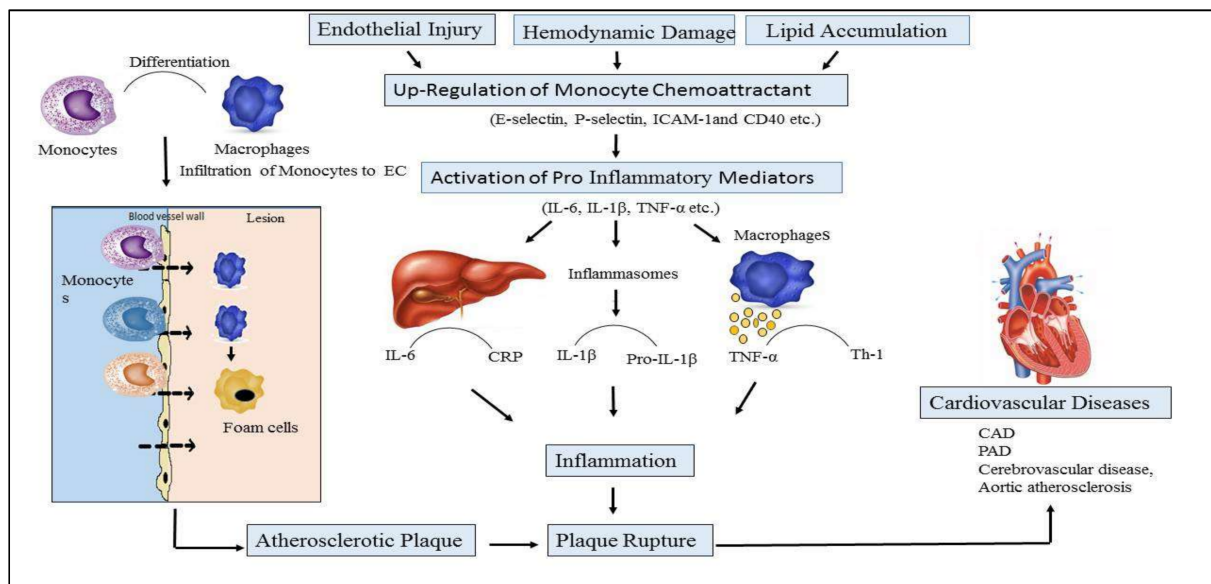 Endothelial Injury
Hemodynamic Damage
Lipid Accumulation
Differentiation
Monocytes
Macrophages
Infiltration of Monocytes to EC
Up-Regulation of Monocyte Chemoattractant
(E-selectin, P-selectin, ICAM-1and CD40 etc.)
Activation of Pro Inflammatory Mediators
(IL-6, IL-1β, TNF-α etc.)
Blood vessel wall
Lesion
Monocyte
s
Foam cells
Inflammasomes
Macrophages
IL-6
CRP
IL-1β
Pro-IL-1β
TNF-α
Th-1
Inflammation
Atherosclerotic Plaque
Plaque Rupture
Cardiovascular Diseases
CAD
PAD
Cerebrovascular disease,
Aortic atherosclerosis